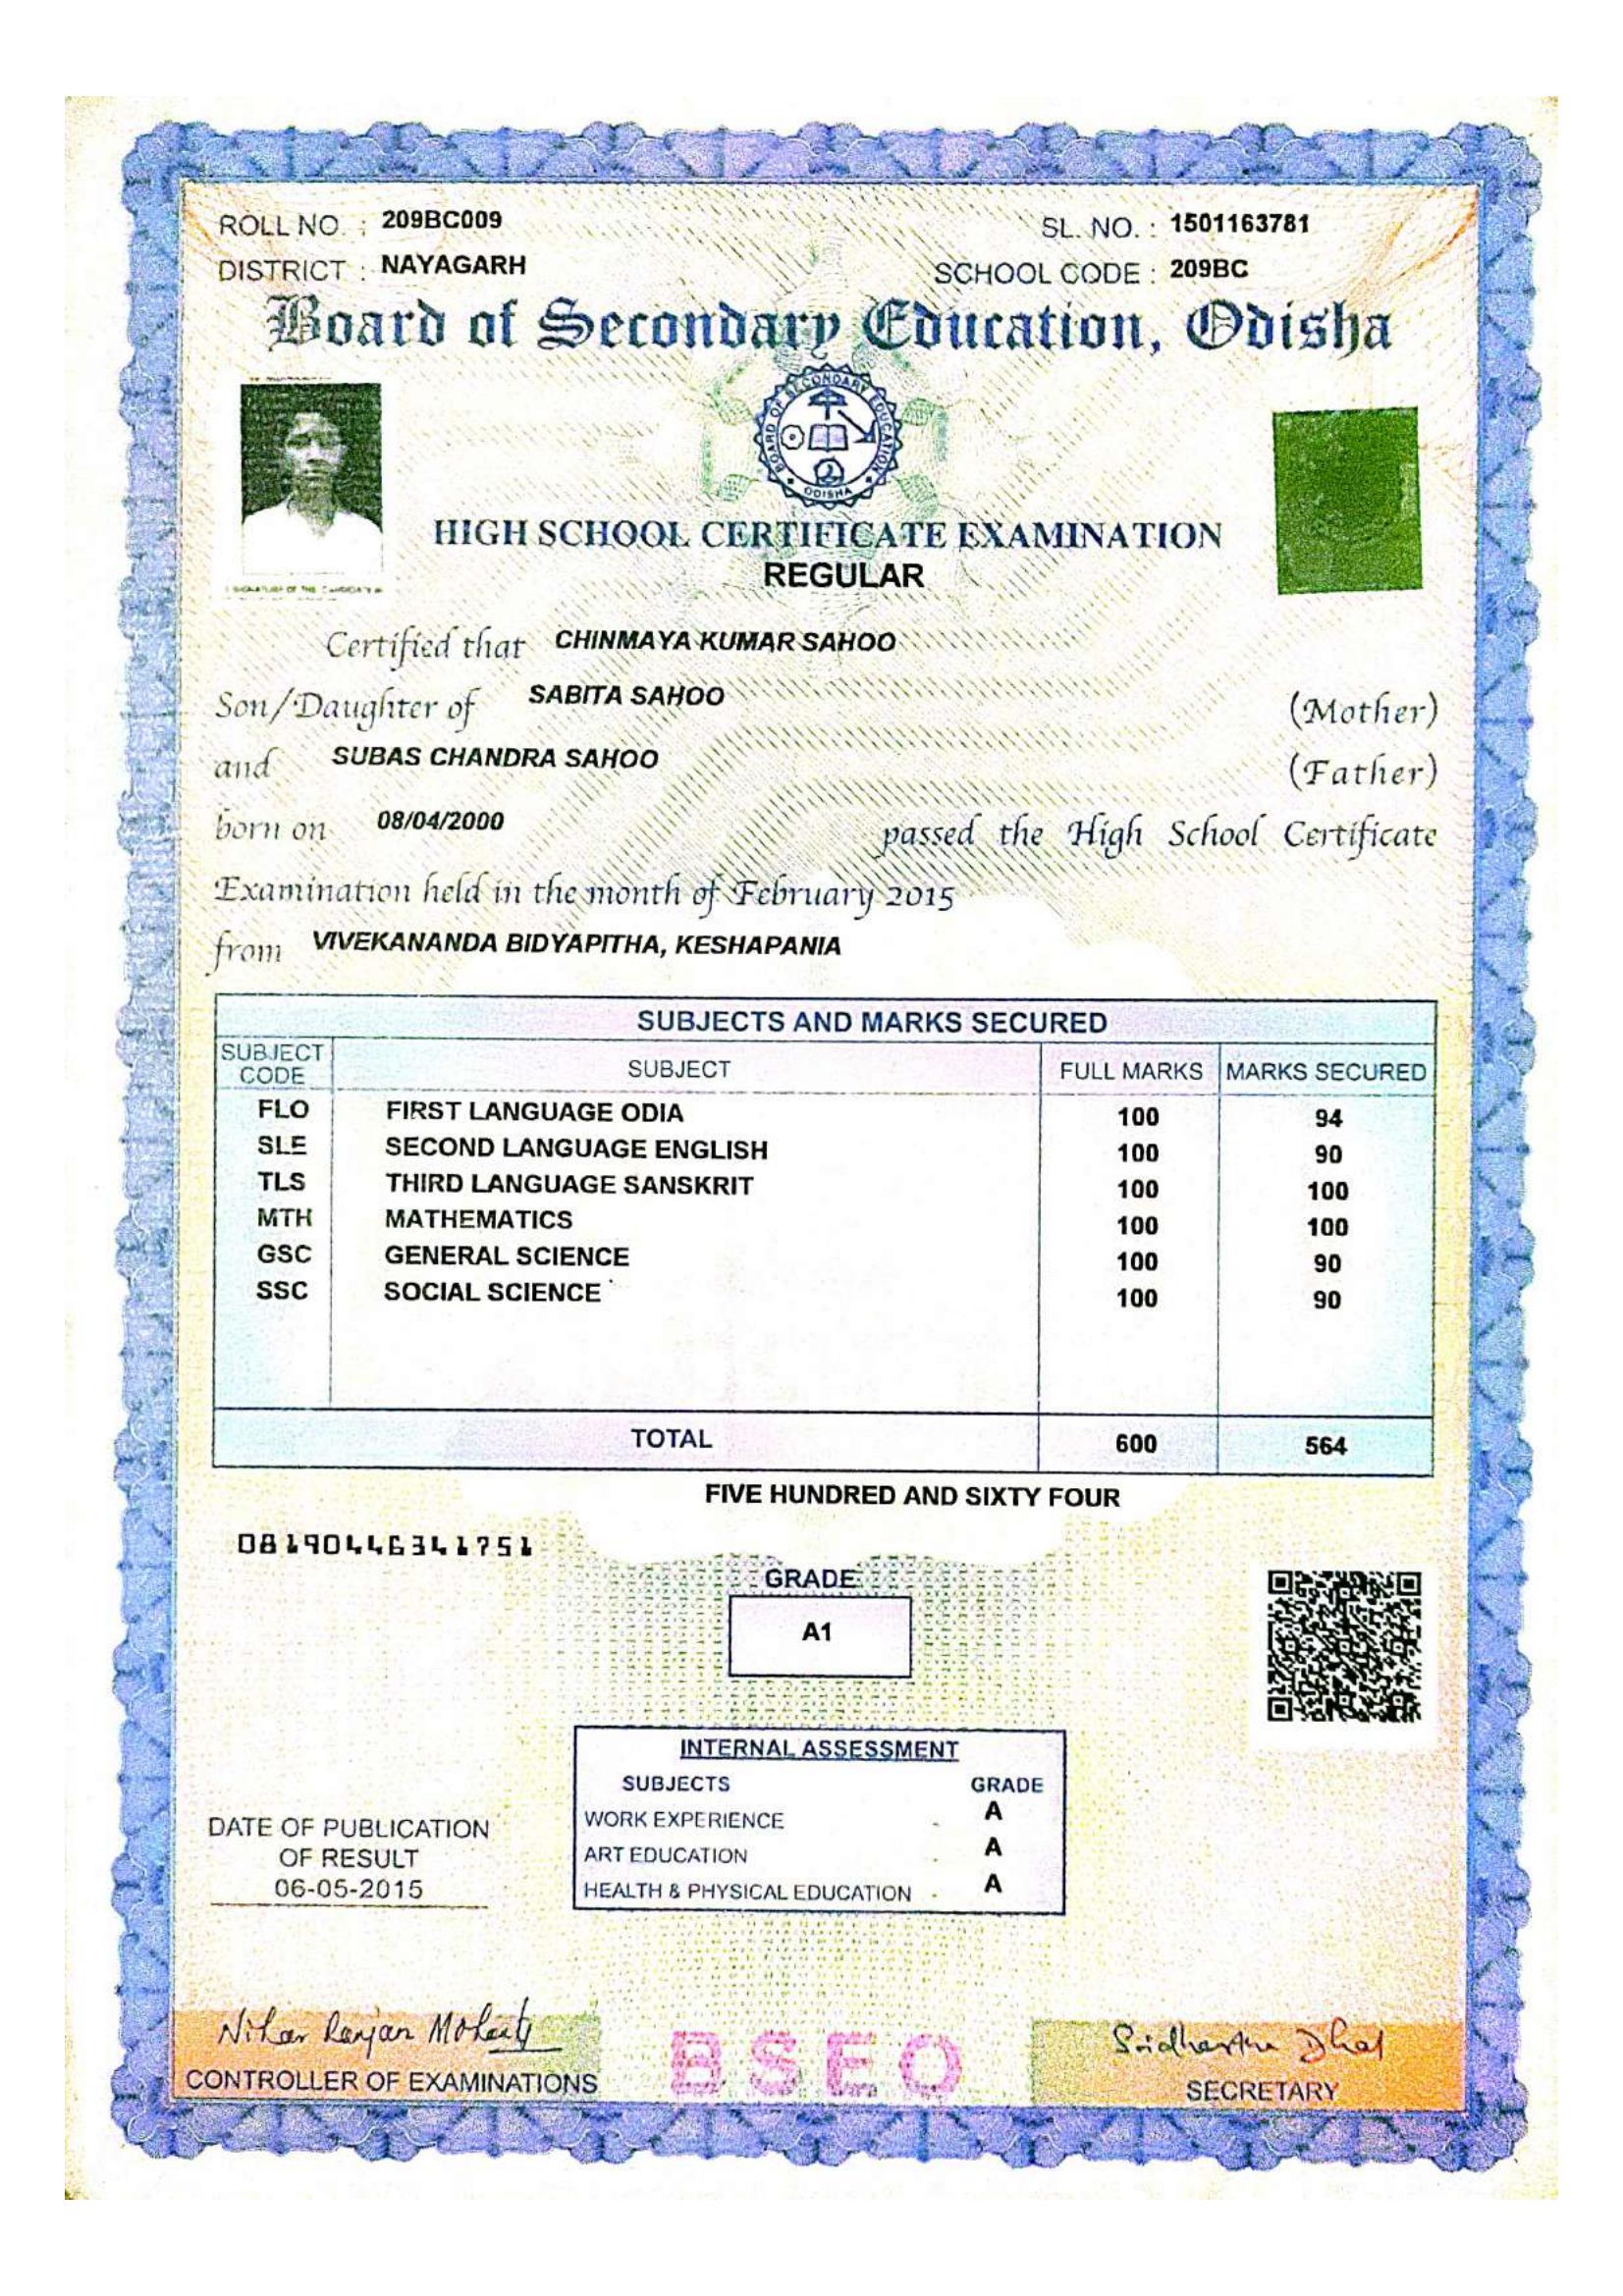 ROLL NO. : 209BC009 SL. NO. : 1501163781
DISTRICT : NAYAGARH SCHOOL CODE : 209BC
Board of Secondary Education, Odisha
BOARD OF SECONDARY EDUCATION
ODISHA
HIGH SCHOOL CERTIFICATE EXAMINATION
REGULAR
SIGNATURE OF THE CANDIDATE
Certified that CHINMAYA KUMAR SAHOO
Son/Daughter of SABITA SAHOO (Mother)
and SUBAS CHANDRA SAHOO (Father)
born on 08/04/2000 passed the High School Certificate
Examination held in the month of February 2015
from VIVEKANANDA BIDYAPITHA, KESHAPANIA
SUBJECTS AND MARKS SECURED
SUBJECT CODE SUBJECT FULL MARKS MARKS SECURED
FLO FIRST LANGUAGE ODIA 100 94
SLE SECOND LANGUAGE ENGLISH 100 90
TLS THIRD LANGUAGE SANSKRIT 100 100
MTH MATHEMATICS 100 100
GSC GENERAL SCIENCE 100 90
SSC SOCIAL SCIENCE 100 90
TOTAL 600 564
FIVE HUNDRED AND SIXTY FOUR
08190446341751
GRADE
A1
INTERNAL ASSESSMENT
SUBJECTS GRADE
WORK EXPERIENCE - A
ART EDUCATION - A
HEALTH & PHYSICAL EDUCATION - A
DATE OF PUBLICATION
OF RESULT
06-05-2015
Nihar Ranjan Mohanty
CONTROLLER OF EXAMINATIONS
BSEO
Sridhartha Dhal
SECRETARY